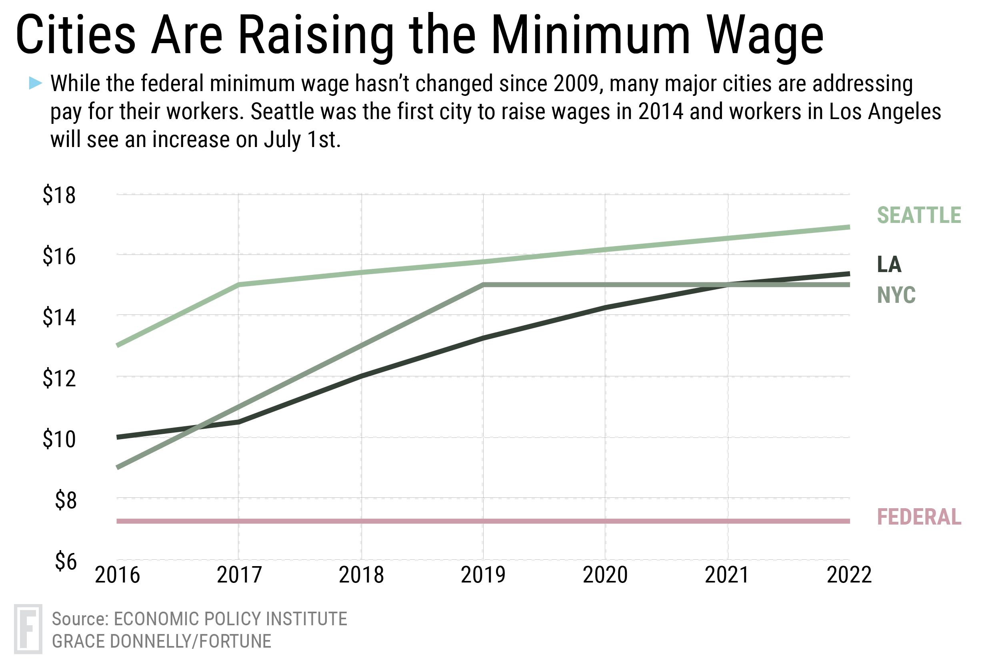 Cities Are Raising the Minimum Wage
While the federal minimum wage hasn’t changed since 2009, many major cities are addressing
pay for their workers. Seattle was the first city to raise wages in 2014 and workers in Los Angeles
will see an increase on July 1st.
$18
SEATTLE
$16
LA
NYC
$14
$12
$10
$8
FEDERAL
$6
2016 2017 2018 2019 2020 2021 2022
F
Source: ECONOMIC POLICY INSTITUTE
GRACE DONNELLY/FORTUNE